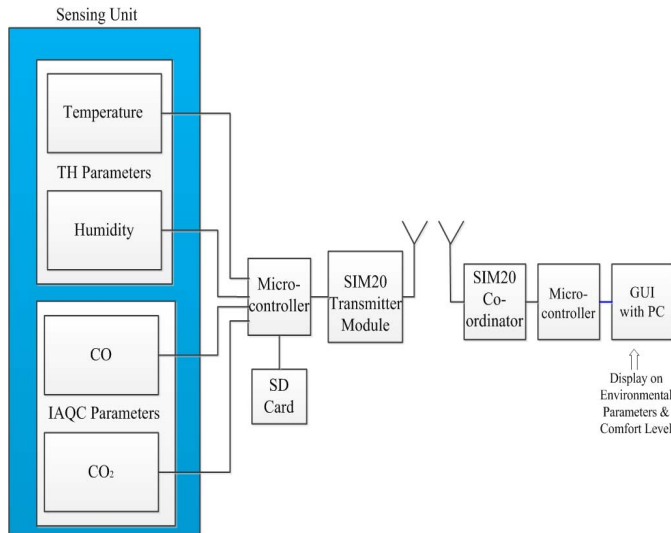 Sensing Unit
Temperature
TH Parameters
Humidity
CO
IAQC Parameters
CO₂
Micro-
controller
SD
Card
SIM20
Transmitter
Module
SIM20
Co-
ordinator
Micro-
controller
GUI
with PC
Display on
Environmental
Parameters &
Comfort Level